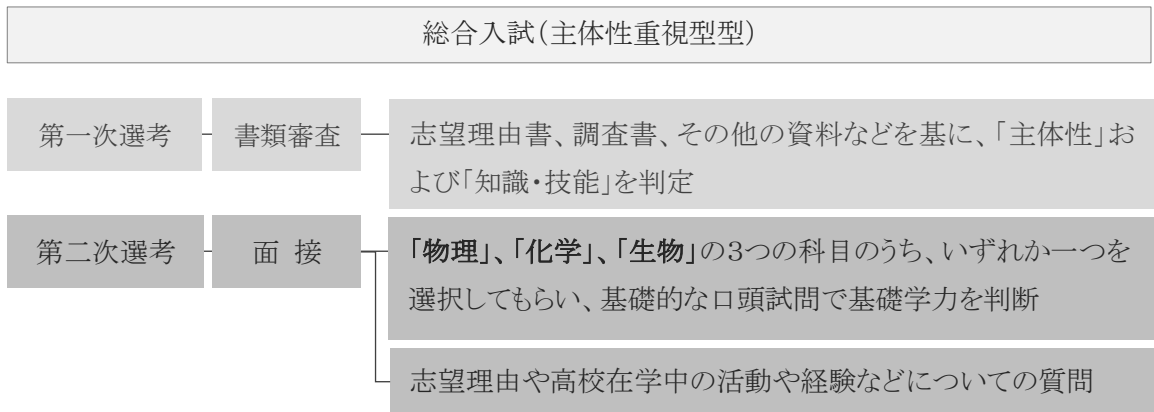 総合入試(主体性重視型型)
第一次選考
書類審査
志望理由書、調査書、その他の資料などを基に、「主体性」お
よび「知識・技能」を判定
第二次選考
面 接
「物理」、「化学」、「生物」の3つの科目のうち、いずれか一つを
選択してもらい、基礎的な口頭試問で基礎学力を判断
志望理由や高校在学中の活動や経験などについての質問